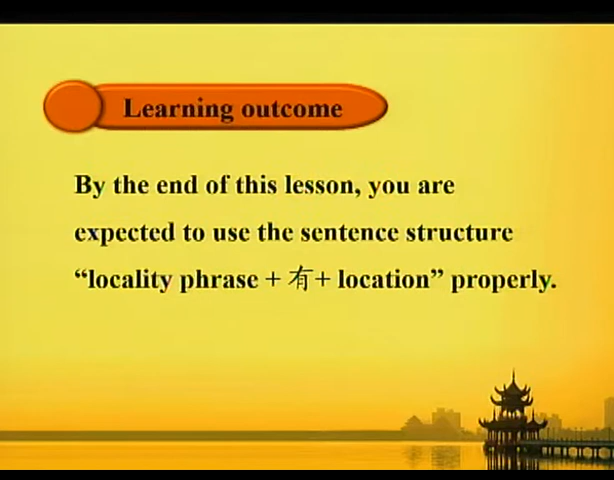 Learning outcome
By the end of this lesson, you are
expected to use the sentence structure
“locality phrase + 有+ location” properly.